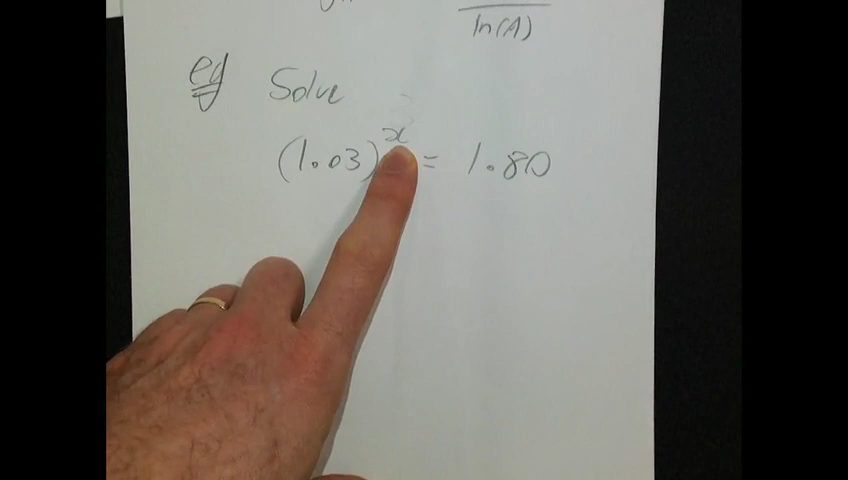 ln(A)
eg Solve
(1.03)^x = 1.80